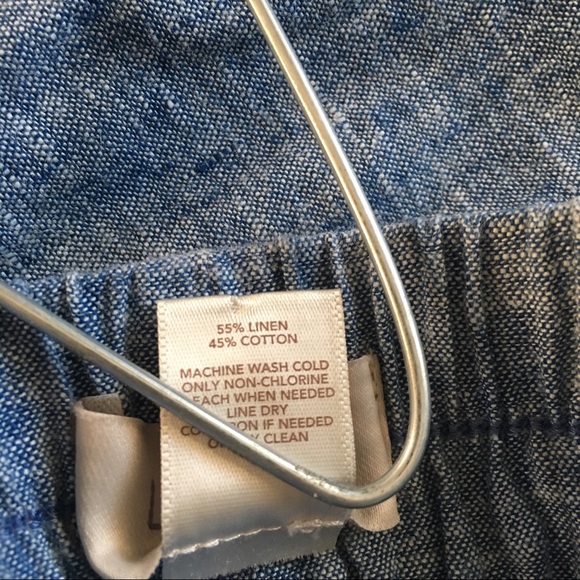 55% LINEN
45% COTTON
MACHINE WASH COLD
ONLY NON-CHLORINE
WHEN NEEDED
LINE DRY
IF NEEDED
CLEAN